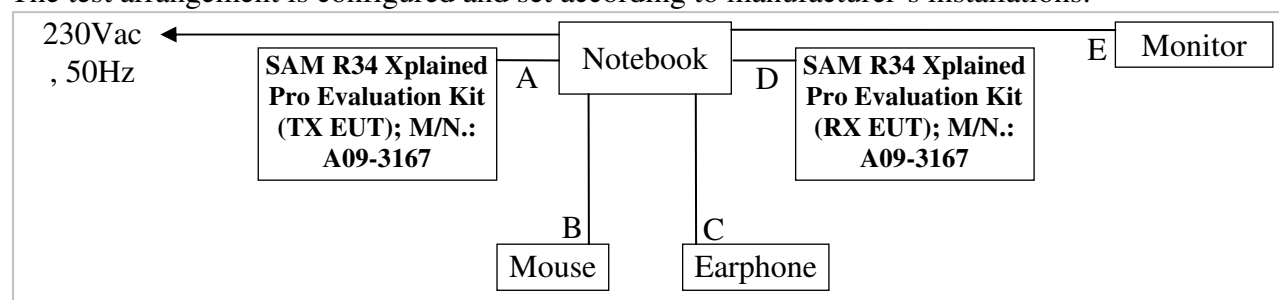 The test arrangement is configured and set according to manufacturer's installations.
230Vac
, 50Hz
SAM R34 Xplained
Pro Evaluation Kit
(TX EUT); M/N.:
A09-3167
A
Notebook
D
SAM R34 Xplained
Pro Evaluation Kit
(RX EUT); M/N.:
A09-3167
E
Monitor
B
C
Mouse
Earphone